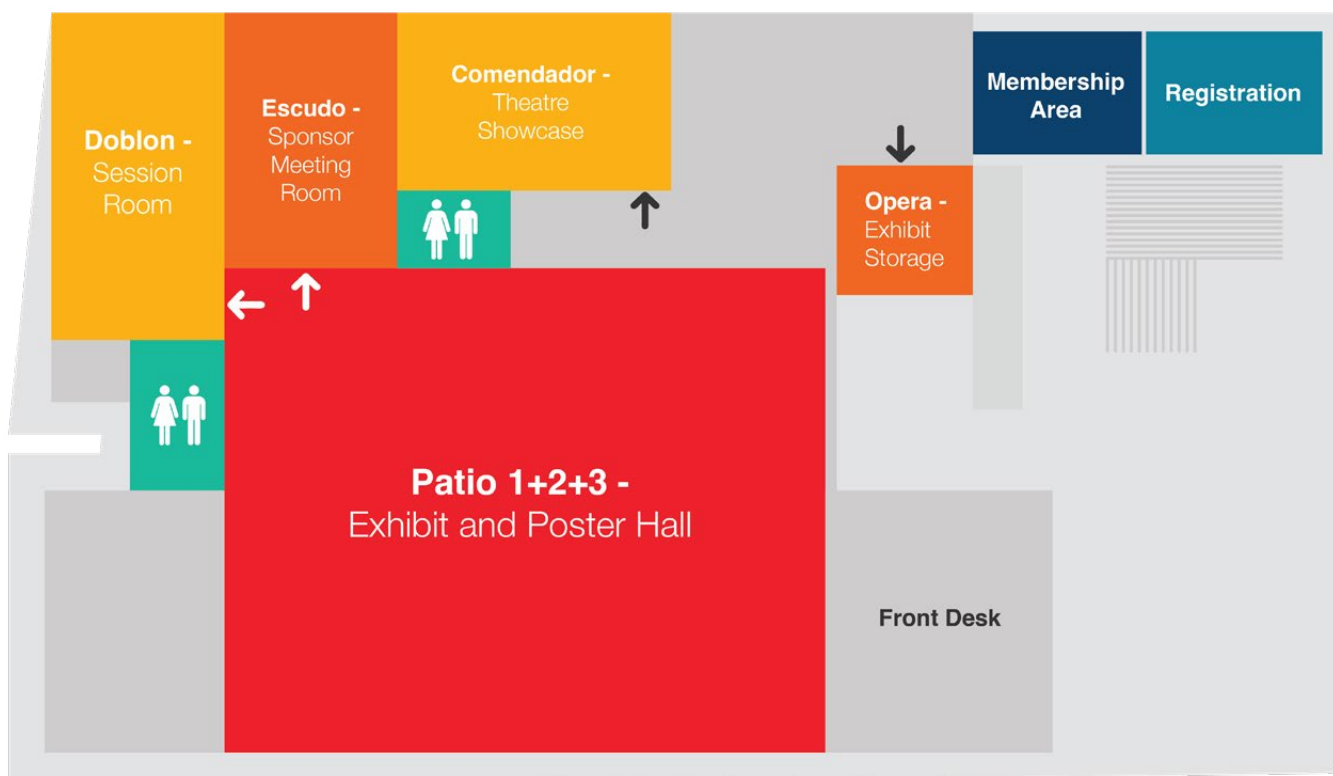 Doblon -
Session
Room
Escudo -
Sponsor
Meeting
Room
Comendador -
Theatre
Showcase
Opera -
Exhibit
Storage
Membership
Area
Registration
Patio 1+2+3 -
Exhibit and Poster Hall
Front Desk